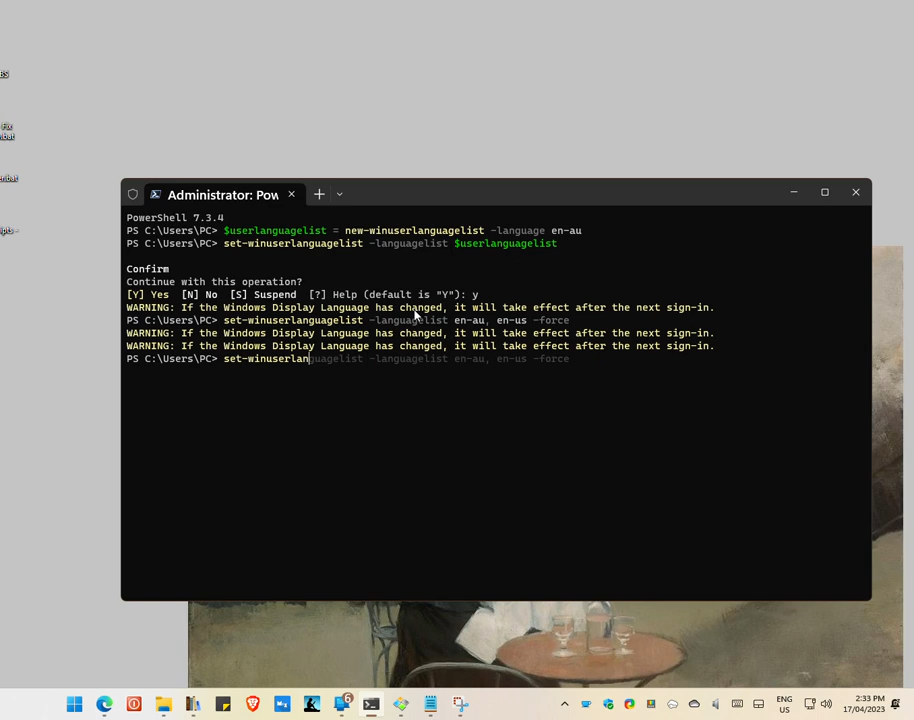 BS
Fix
.bat
.bat
ipts -
Administrator: Pow
PowerShell 7.3.4
PS C:\Users\PC> $userlanguagelist = new-winuserlanguagelist -language en-au
PS C:\Users\PC> set-winuserlanguagelist -languagelist $userlanguagelist
Confirm
Continue with this operation?
[Y] Yes  [N] No  [S] Suspend  [?] Help (default is "Y"): y
WARNING: If the Windows Display Language has changed, it will take effect after the next sign-in.
PS C:\Users\PC> set-winuserlanguagelist -languagelist en-au, en-us -force
WARNING: If the Windows Display Language has changed, it will take effect after the next sign-in.
WARNING: If the Windows Display Language has changed, it will take effect after the next sign-in.
PS C:\Users\PC> set-winuserlanguagelist -languagelist en-au, en-us -force
6
ENG
US
2:33 PM
17/04/2023